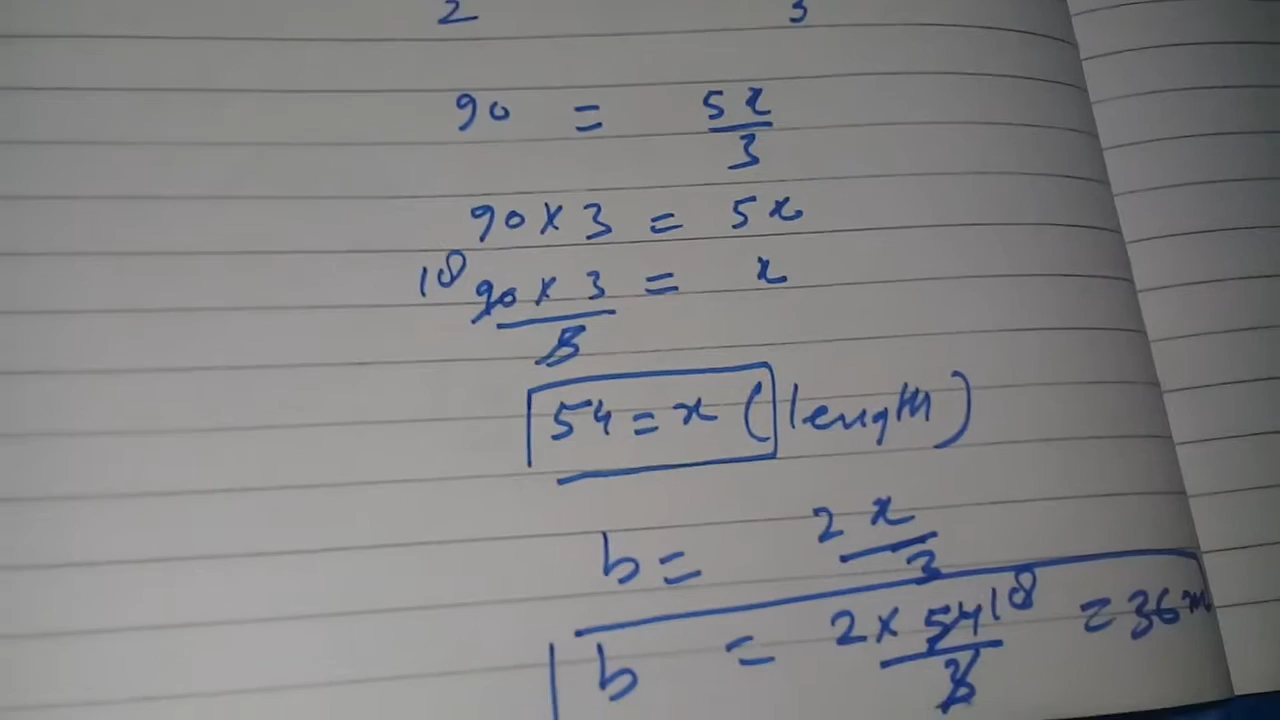 2 3
90 = 5x/3
90 x 3 = 5x
18 90 x 3/5 = x
54 = x (length)
b = 2x/3
b = 2 x 54 18/3 = 36 m